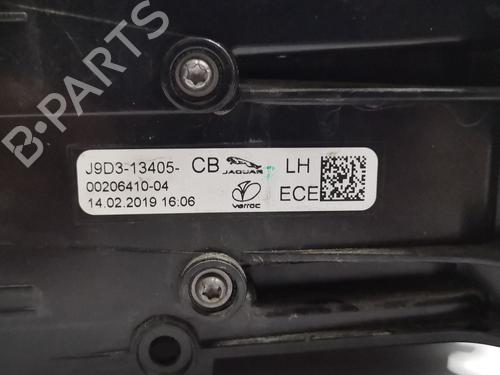 B-PARTS
J9D3-13405- CB JAGUAR LH
00206410-04 varroc ECE
14.02.2019 16:06